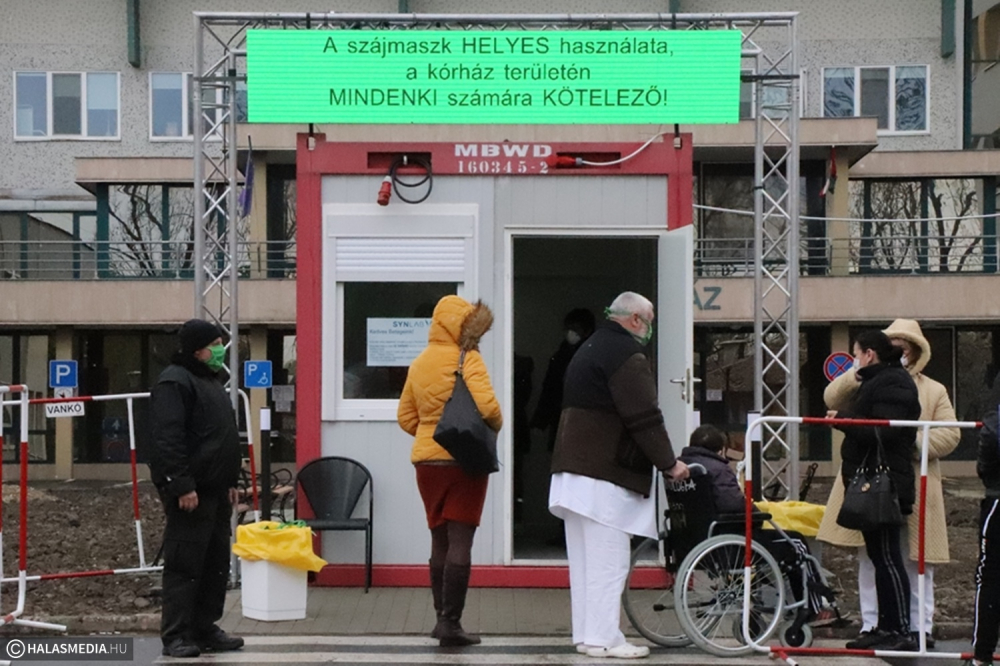 A szájmaszk HELYES használata,
a kórház területén
MINDENKI számára KÖTELEZŐ!
MBWD
160345-2
SYNLAB
AZ
P
VANKÓ
P
© HALASMEDIA.HU